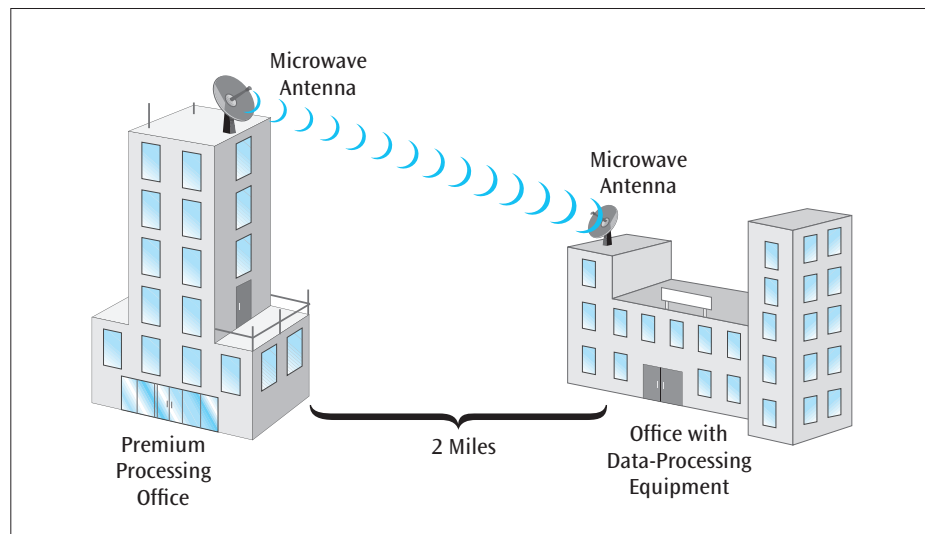 Microwave
Antenna
Microwave
Antenna
2 Miles
Premium
Processing
Office
Office with
Data-Processing
Equipment